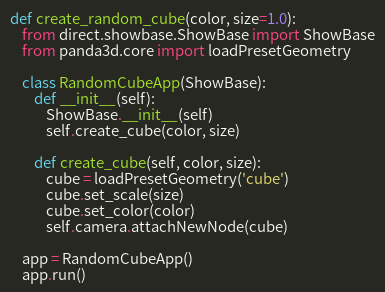 def create_random_cube(color, size=1.0):
    from direct.showbase.ShowBase import ShowBase
    from panda3d.core import loadPresetGeometry

    class RandomCubeApp(ShowBase):
        def __init__(self):
            ShowBase.__init__(self)
            self.create_cube(color, size)

        def create_cube(self, color, size):
            cube = loadPresetGeometry('cube')
            cube.set_scale(size)
            cube.set_color(color)
            self.camera.attachNewNode(cube)

    app = RandomCubeApp()
    app.run()